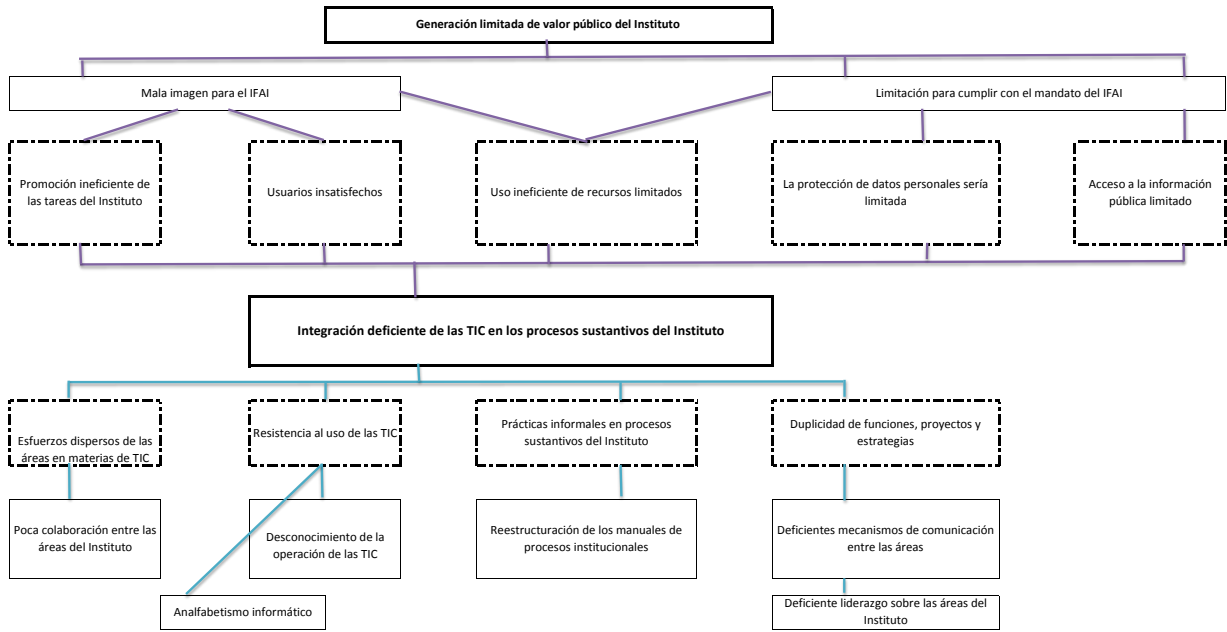 Generación limitada de valor público del Instituto
Mala imagen para el IFAI
Limitación para cumplir con el mandato del IFAI
Promoción ineficiente de
las tareas del Instituto
Usuarios insatisfechos
Uso ineficiente de recursos limitados
La protección de datos personales sería
limitada
Acceso a la información
pública limitado
Integración deficiente de las TIC en los procesos sustantivos del Instituto
Esfuerzos dispersos de las
áreas en materias de TIC
Resistencia al uso de las TIC
Prácticas informales en procesos
sustantivos del Instituto
Duplicidad de funciones, proyectos y
estrategias
Poca colaboración entre las
áreas del Instituto
Desconocimiento de la
operación de las TIC
Reestructuración de los manuales de
procesos institucionales
Deficientes mecanismos de comunicación
entre las áreas
Analfabetismo informático
Deficiente liderazgo sobre las áreas del
Instituto